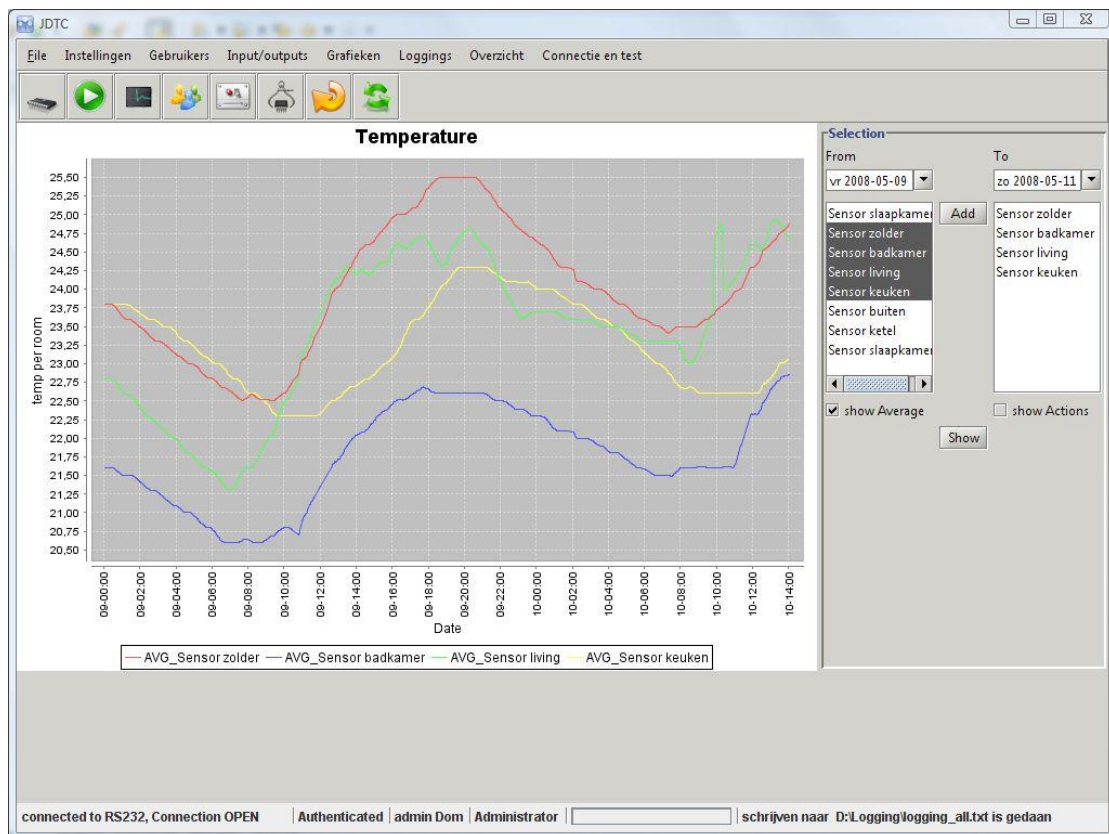 JDTC
File Instellingen Gebruikers Input/outputs Grafieken Loggings Overzicht Connectie en test
Temperature
25,50
25,25
25,00
24,75
24,50
24,25
24,00
23,75
23,50
23,25
23,00
22,75
22,50
22,25
22,00
21,75
21,50
21,25
21,00
20,75
20,50
temp per room
09-00:00
09-02:00
09-04:00
09-06:00
09-08:00
09-10:00
09-12:00
09-14:00
09-16:00
09-18:00
09-20:00
09-22:00
10-00:00
10-02:00
10-04:00
10-06:00
10-08:00
10-10:00
10-12:00
10-14:00
Date
AVG_Sensor zolder AVG_Sensor badkamer AVG_Sensor living AVG_Sensor keuken
Selection
From To
vr 2008-05-09 zo 2008-05-11
Sensor slaapkamer
Sensor zolder
Sensor badkamer
Sensor living
Sensor keuken
Sensor buiten
Sensor ketel
Sensor slaapkamer
Add
Sensor zolder
Sensor badkamer
Sensor living
Sensor keuken
show Average show Actions
Show
connected to RS232, Connection OPEN Authenticated admin Dom Administrator schrijven naar D:\Logging\logging_all.txt is gedaan